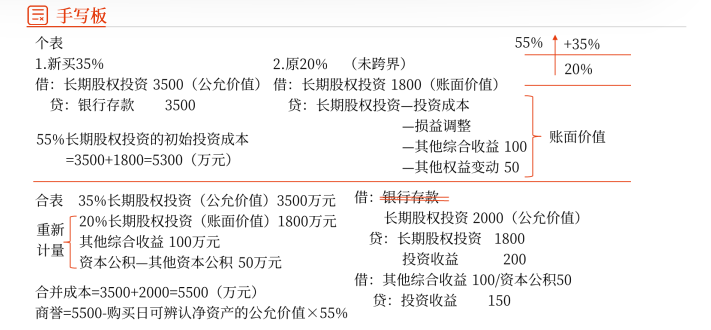 手写板
个表
1.新买35%
借：长期股权投资 3500（公允价值）
贷：银行存款 3500
2.原20% （未跨界）
借：长期股权投资 1800（账面价值）
贷：长期股权投资—投资成本
—损益调整
—其他综合收益 100
—其他权益变动 50
账面价值
55%
+35%
20%
55%长期股权投资的初始投资成本
=3500+1800=5300（万元）
合表 35%长期股权投资（公允价值）3500万元
重新计量
20%长期股权投资（账面价值）1800万元
其他综合收益 100万元
资本公积—其他资本公积 50万元
合并成本=3500+2000=5500（万元）
商誉=5500-购买日可辨认净资产的公允价值×55%
借：银行存款
长期股权投资 2000（公允价值）
贷：长期股权投资 1800
投资收益 200
借：其他综合收益 100/资本公积50
贷：投资收益 150